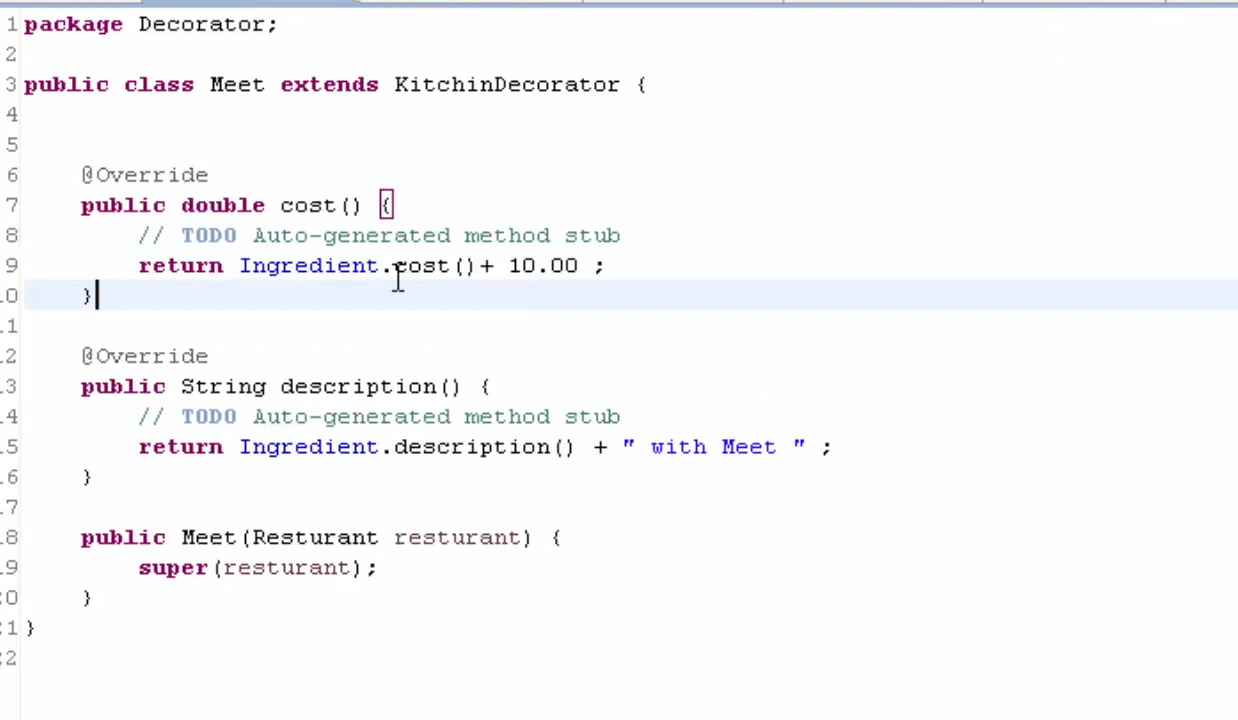 1 package Decorator;
2
3 public class Meet extends KitchinDecorator {
4
5
6 @Override
7 public double cost() {
8 // TODO Auto-generated method stub
9 return Ingredient.cost()+ 10.00 ;
0 }
1
2 @Override
3 public String description() {
4 // TODO Auto-generated method stub
5 return Ingredient.description() + " with Meet " ;
6 }
7
8 public Meet(Resturant resturant) {
9 super(resturant);
0 }
1 }
2